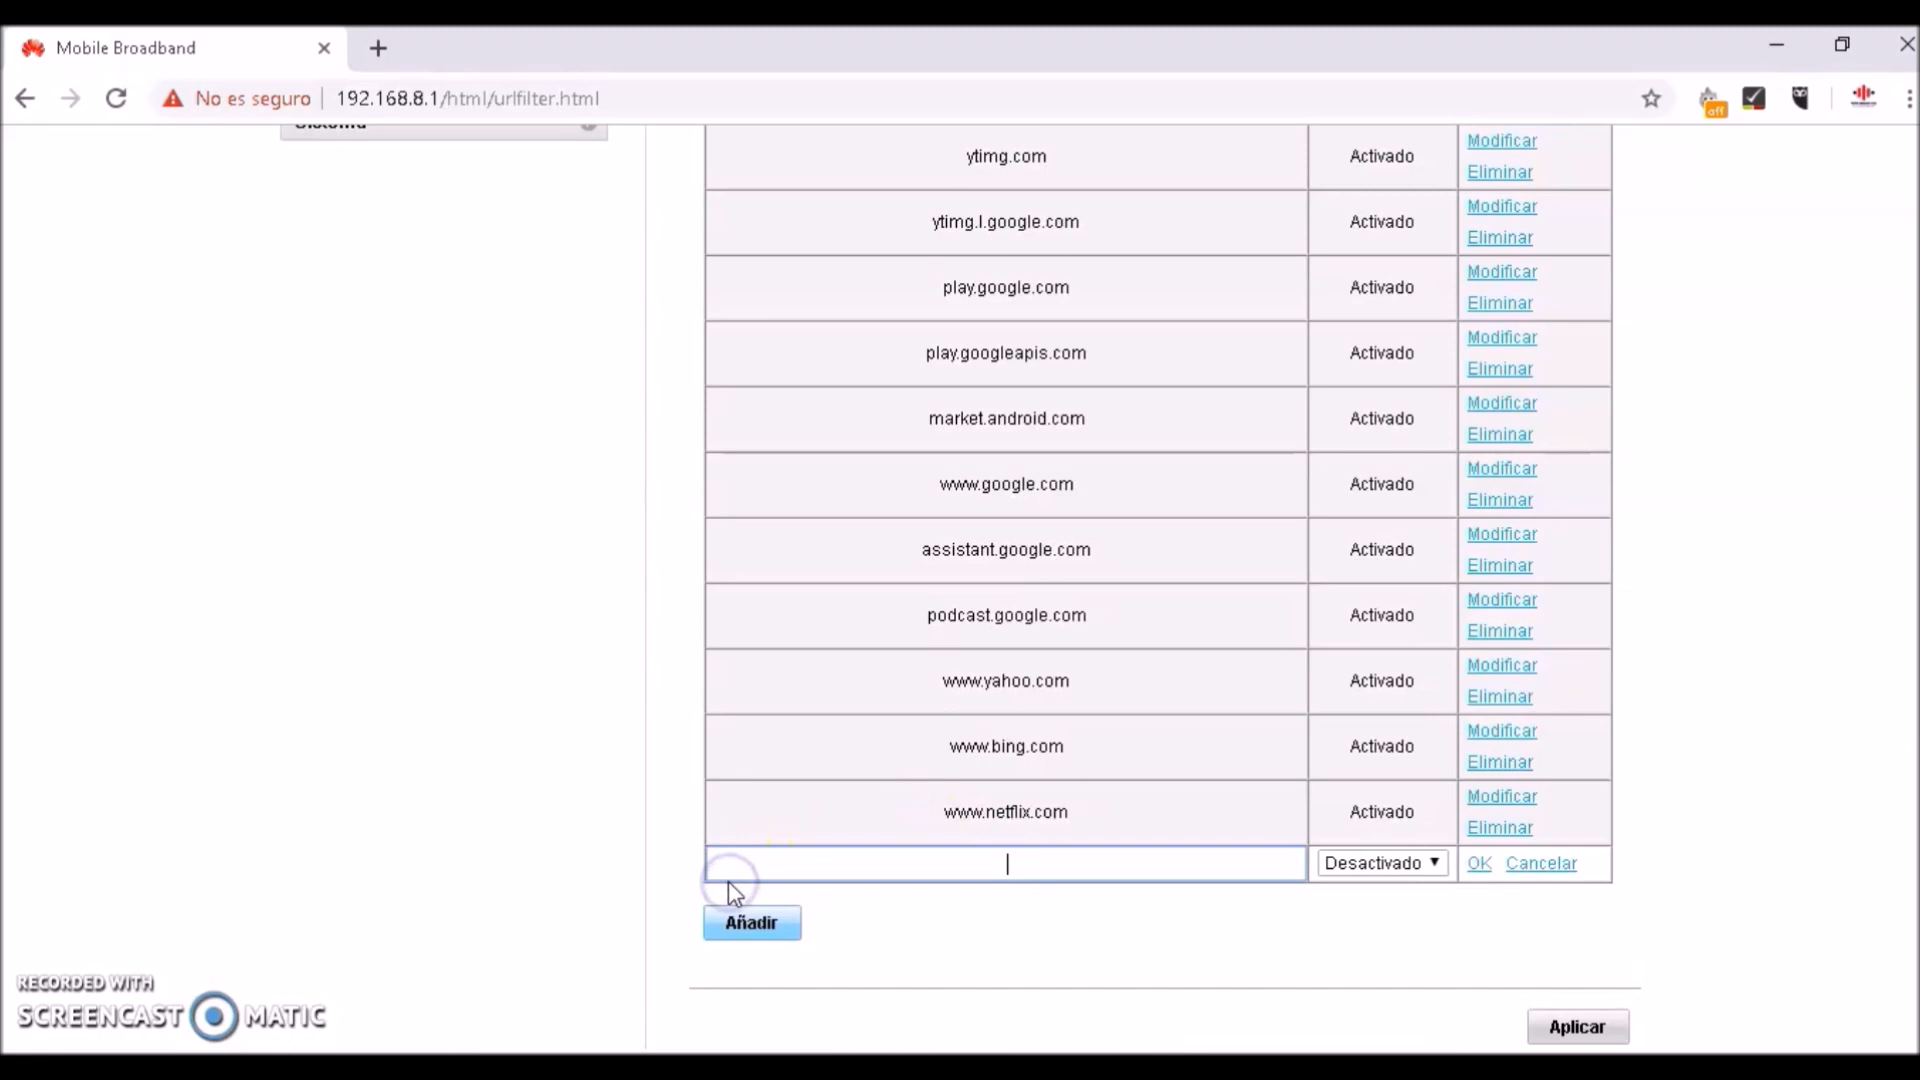 Mobile Broadband
No es seguro 192.168.8.1/html/urlfilter.html
off
Sistema
ytimg.com Activado Modificar
Eliminar
ytimg.l.google.com Activado Modificar
Eliminar
play.google.com Activado Modificar
Eliminar
play.googleapis.com Activado Modificar
Eliminar
market.android.com Activado Modificar
Eliminar
www.google.com Activado Modificar
Eliminar
assistant.google.com Activado Modificar
Eliminar
podcast.google.com Activado Modificar
Eliminar
www.yahoo.com Activado Modificar
Eliminar
www.bing.com Activado Modificar
Eliminar
www.netflix.com Activado Modificar
Eliminar
Desactivado OK Cancelar
Añadir
RECORDED WITH
SCREENCAST MATIC
Aplicar